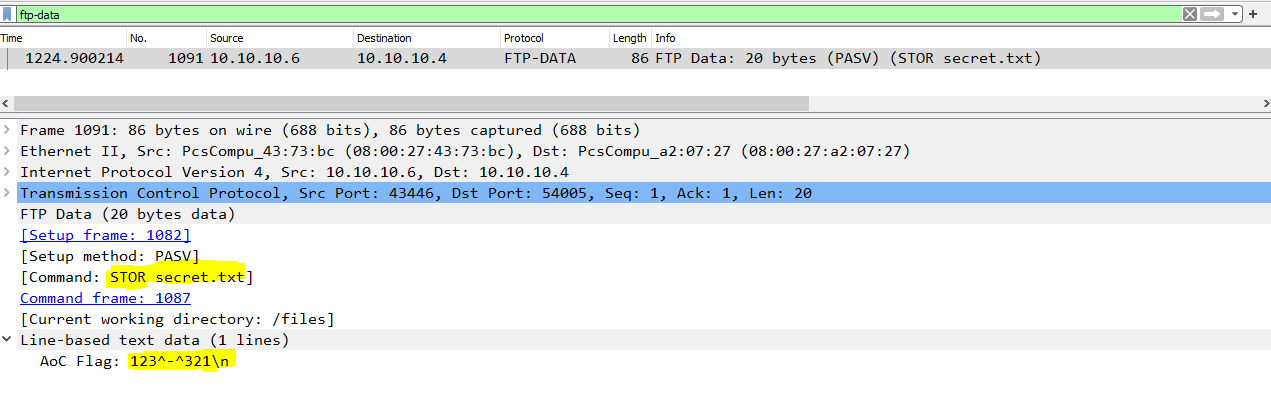 ftp-data
Time No. Source Destination Protocol Length Info
1224.900214 1091 10.10.10.6 10.10.10.4 FTP-DATA 86 FTP Data: 20 bytes (PASV) (STOR secret.txt)
Frame 1091: 86 bytes on wire (688 bits), 86 bytes captured (688 bits)
Ethernet II, Src: PcsCompu_43:73:bc (08:00:27:43:73:bc), Dst: PcsCompu_a2:07:27 (08:00:27:a2:07:27)
Internet Protocol Version 4, Src: 10.10.10.6, Dst: 10.10.10.4
Transmission Control Protocol, Src Port: 43446, Dst Port: 54005, Seq: 1, Ack: 1, Len: 20
FTP Data (20 bytes data)
[Setup frame: 1082]
[Setup method: PASV]
[Command: STOR secret.txt]
Command frame: 1087
[Current working directory: /files]
Line-based text data (1 lines)
AoC Flag: 123^-^321\n